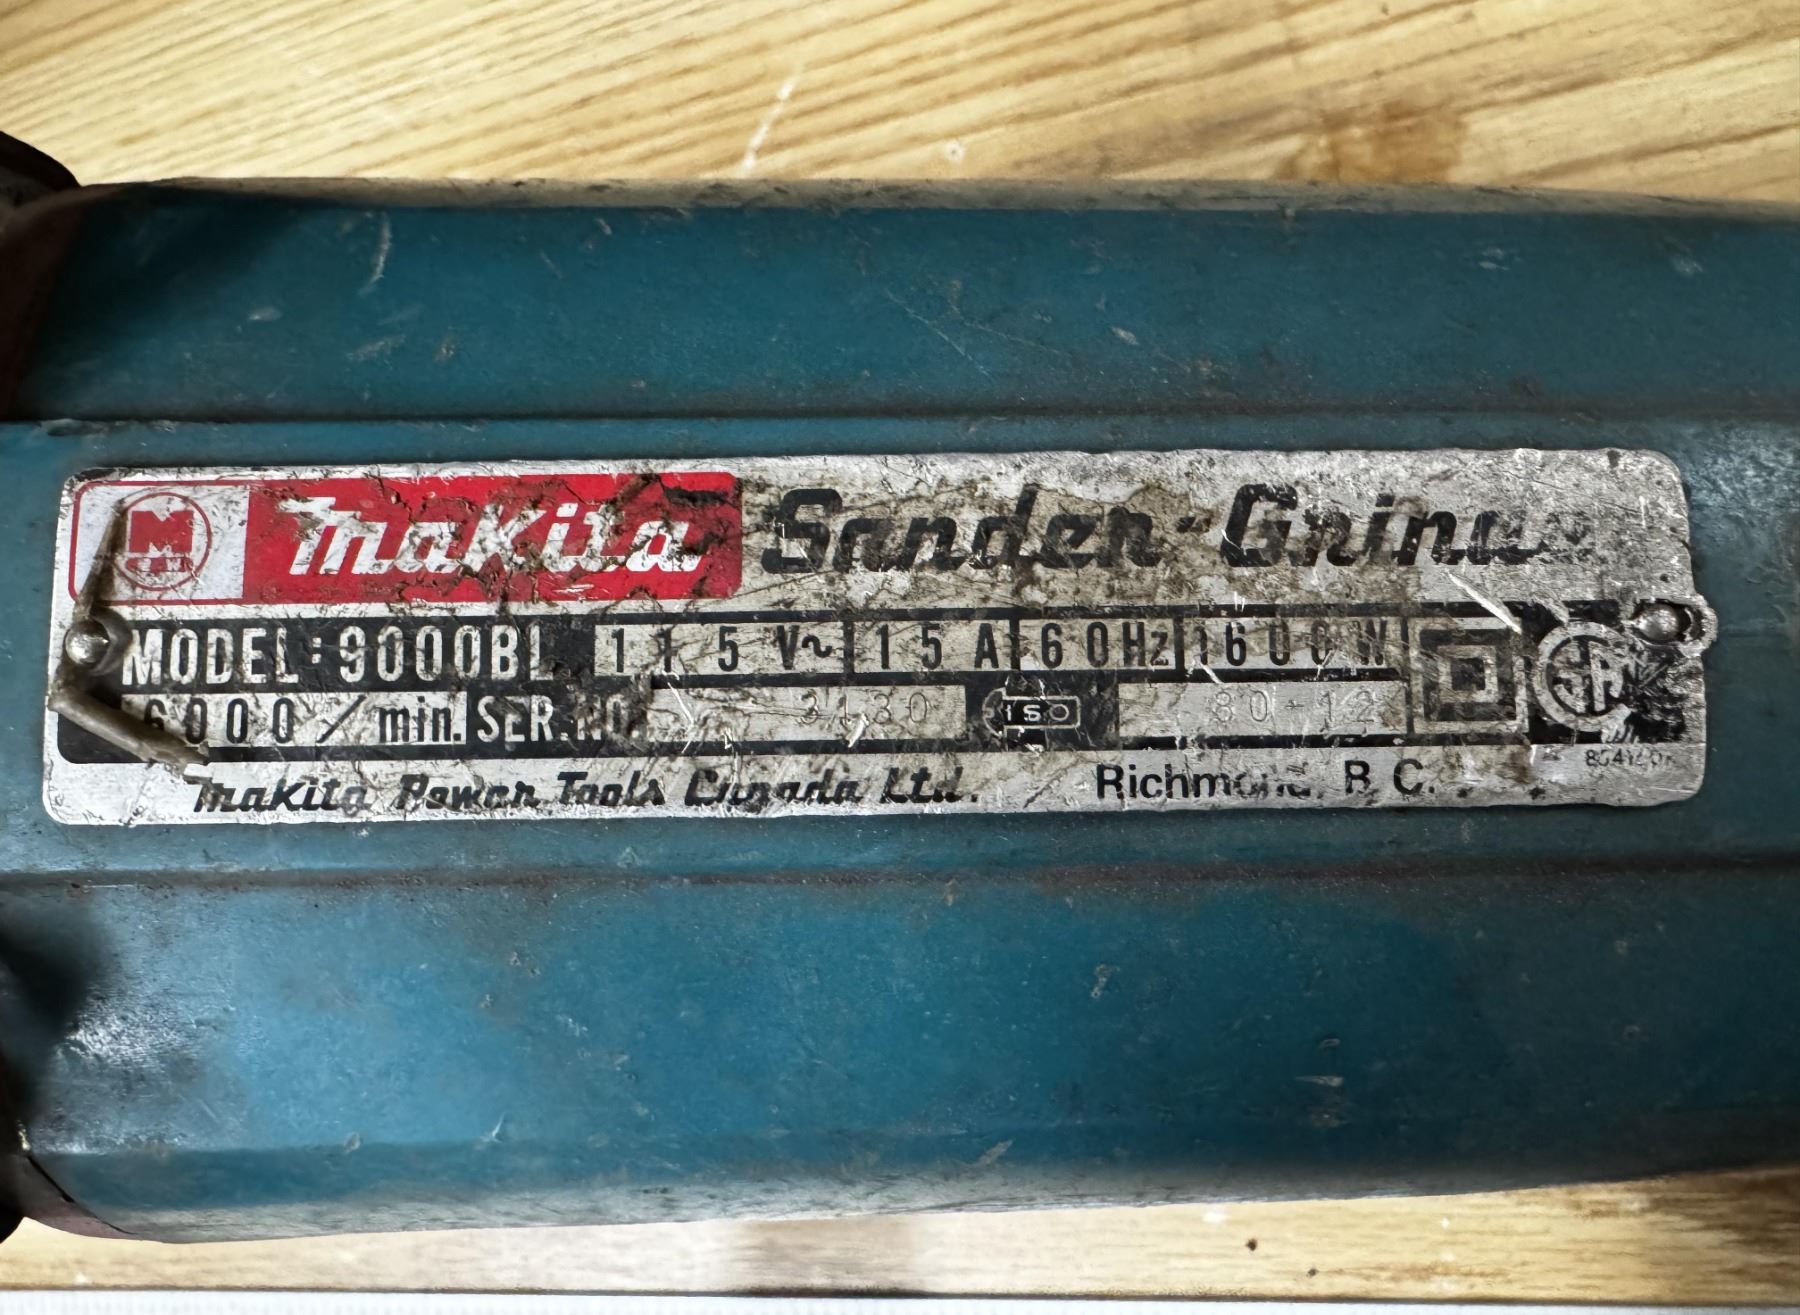 M
Makita Sander-Grinder
MODEL: 9000BL 115V~ 15A 60Hz 1600W
6000/min. SER. NO. 3130 ISO 80-12
Makita Power Tools Canada Ltd. Richmond, B.C.